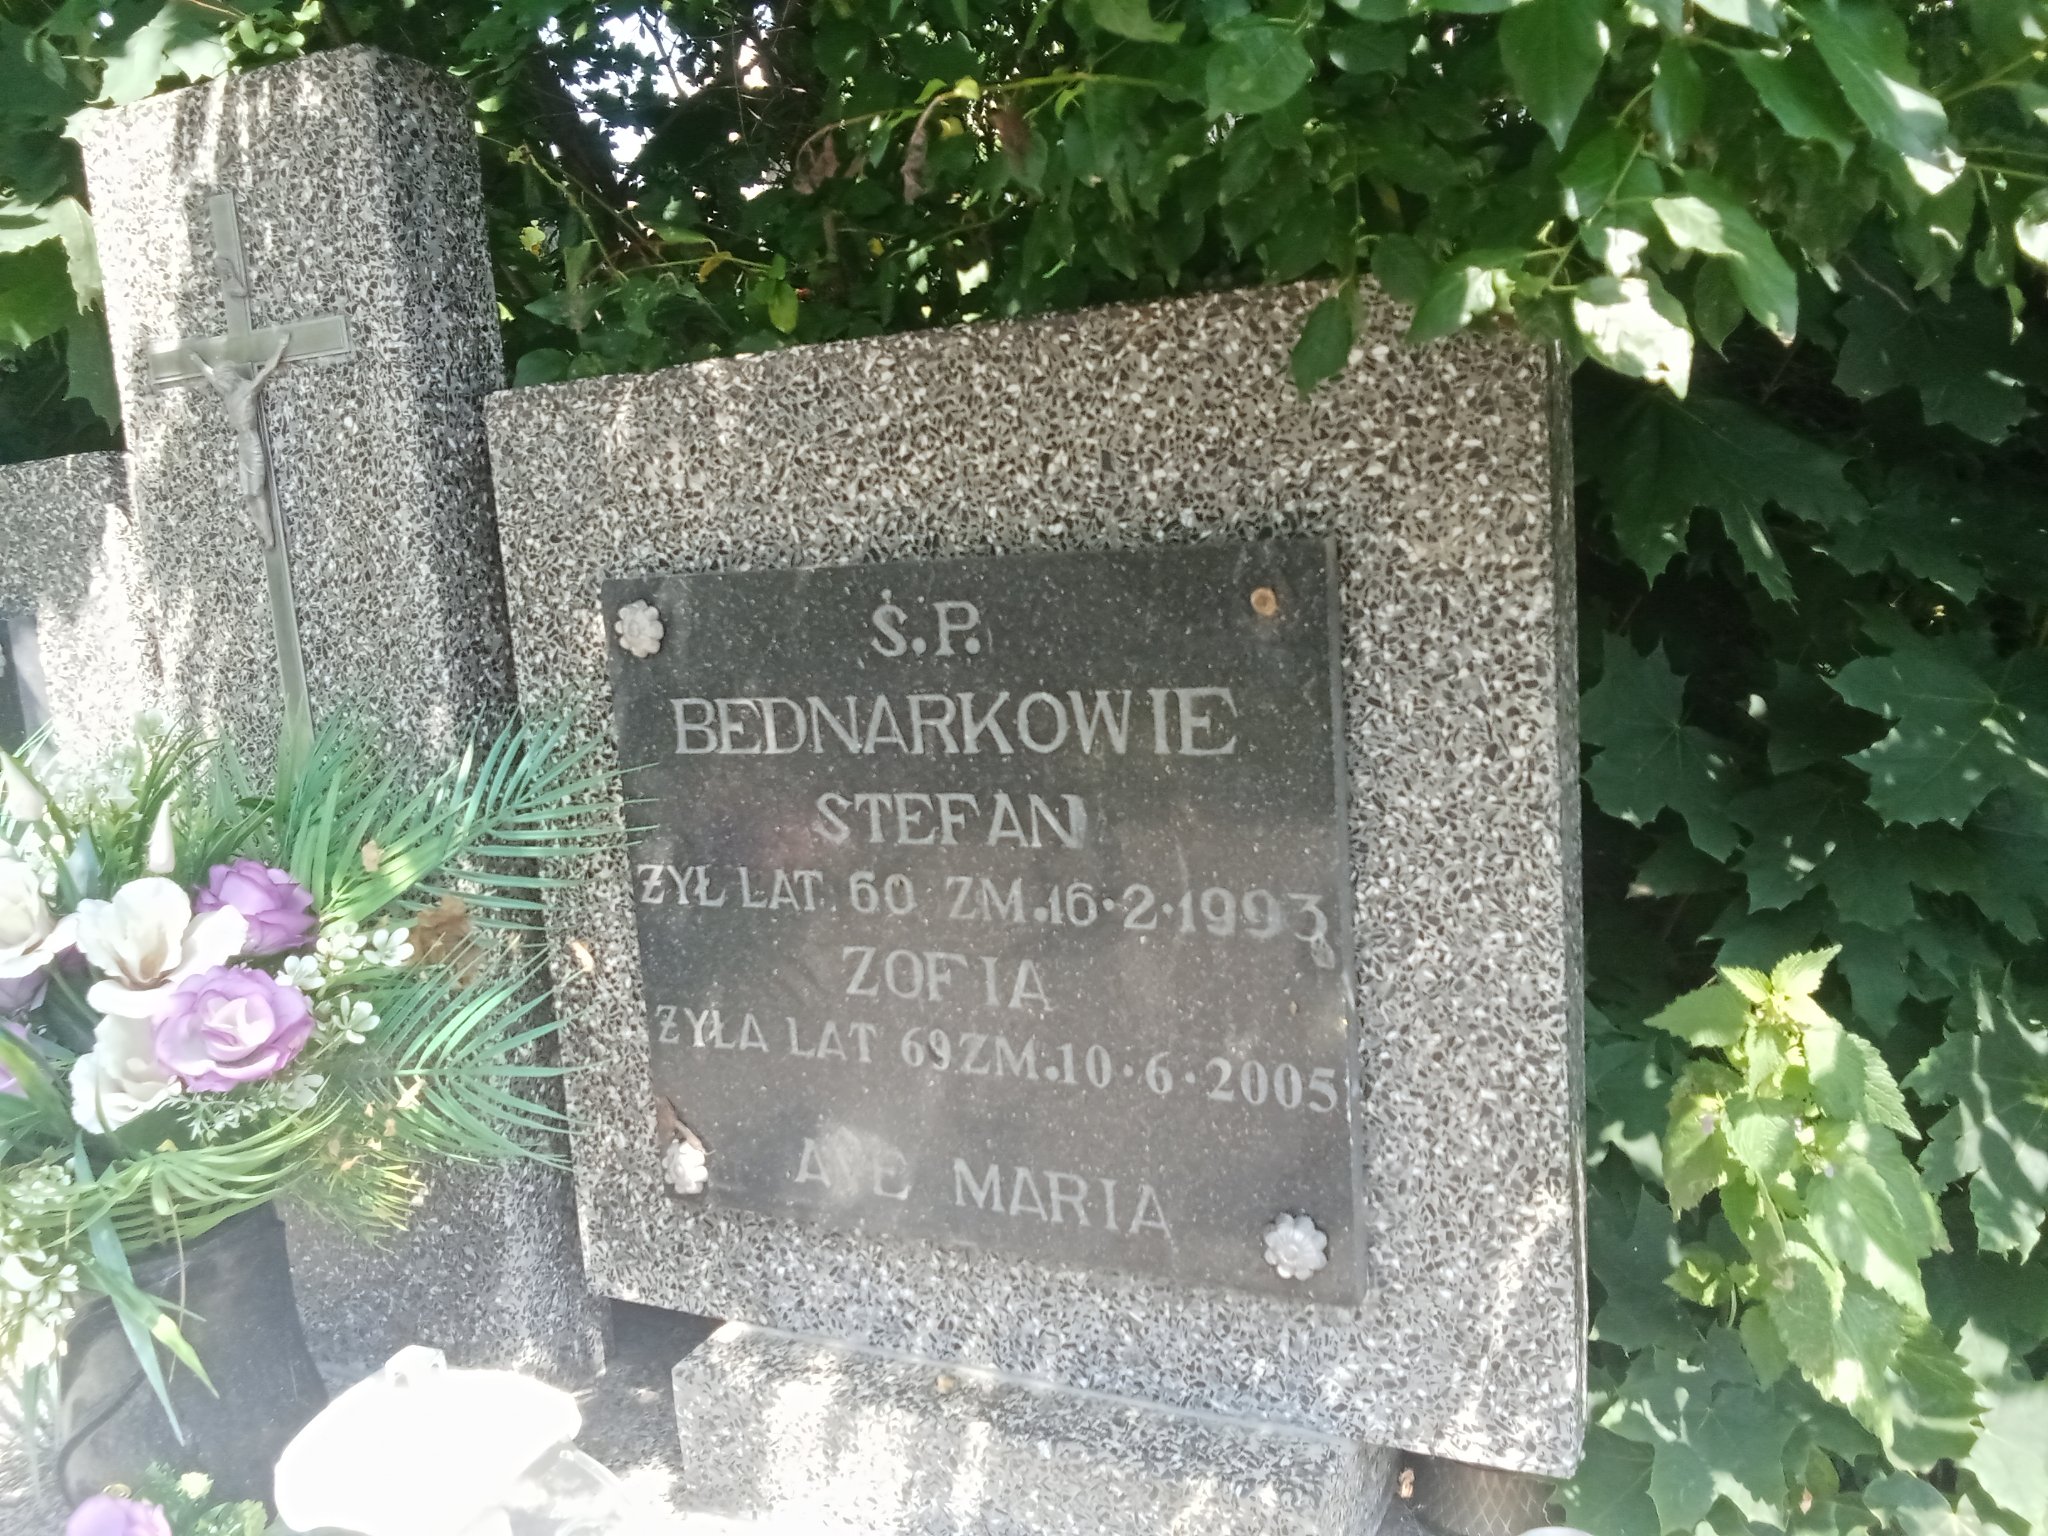 Ś.P.
BEDNARKOWIE
STEFAN
ŻYŁ LAT 60 ZM.16·2·1993
ZOFIA
ŻYŁA LAT 69 ZM.10·6·2005
AVE MARIA